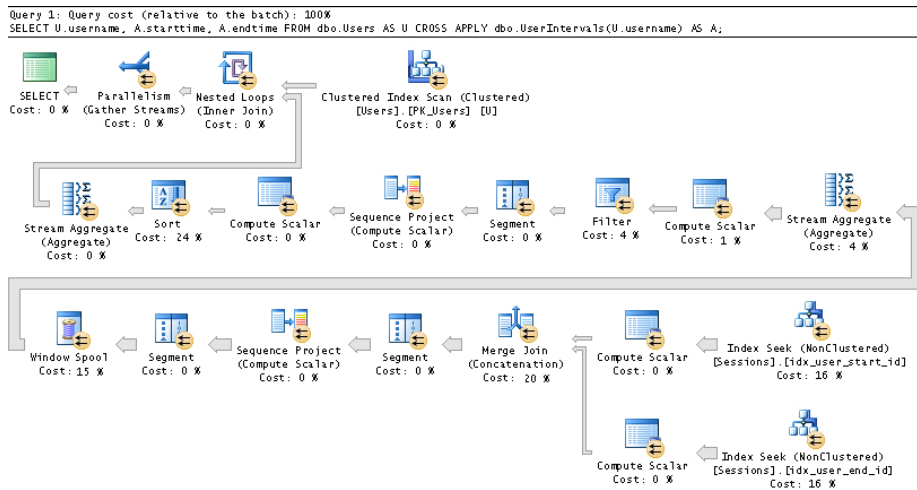 Query 1: Query cost (relative to the batch): 100%
SELECT U.username, A.starttime, A.endtime FROM dbo.Users AS U CROSS APPLY dbo.UserIntervals(U.username) AS A;
SELECT
Cost: 0 %
Parallelism
(Gather Streams)
Cost: 0 %
Nested Loops
(Inner Join)
Cost: 0 %
Clustered Index Scan (Clustered)
[Users].[PK_Users] [U]
Cost: 0 %
Stream Aggregate
(Aggregate)
Cost: 0 %
Sort
Cost: 24 %
Compute Scalar
Cost: 0 %
Sequence Project
(Compute Scalar)
Cost: 0 %
Segment
Cost: 0 %
Filter
Cost: 4 %
Compute Scalar
Cost: 1 %
Stream Aggregate
(Aggregate)
Cost: 4 %
Window Spool
Cost: 15 %
Segment
Cost: 0 %
Sequence Project
(Compute Scalar)
Cost: 0 %
Segment
Cost: 0 %
Merge Join
(Concatenation)
Cost: 20 %
Compute Scalar
Cost: 0 %
Index Seek (NonClustered)
[Sessions].[idx_user_start_id]
Cost: 16 %
Compute Scalar
Cost: 0 %
Index Seek (NonClustered)
[Sessions].[idx_user_end_id]
Cost: 16 %